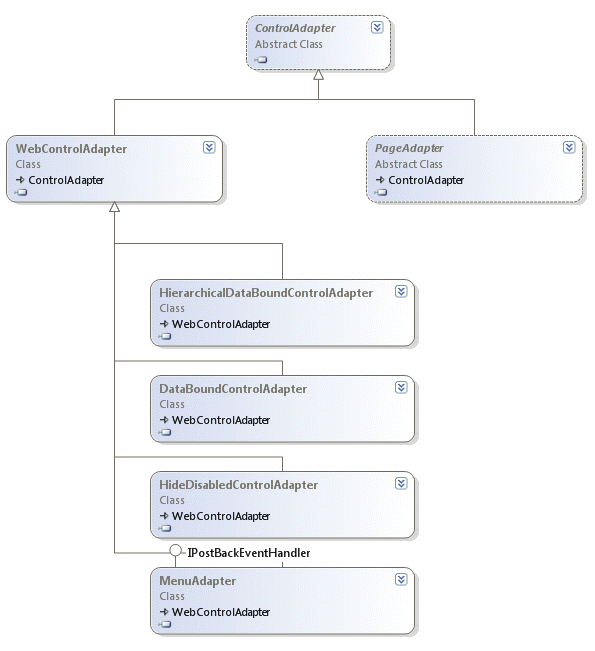 ControlAdapter
Abstract Class
WebControlAdapter
Class
ControlAdapter
PageAdapter
Abstract Class
ControlAdapter
HierarchicalDataBoundControlAdapter
Class
WebControlAdapter
DataBoundControlAdapter
Class
WebControlAdapter
HideDisabledControlAdapter
Class
WebControlAdapter
IPostBackEventHandler
MenuAdapter
Class
WebControlAdapter